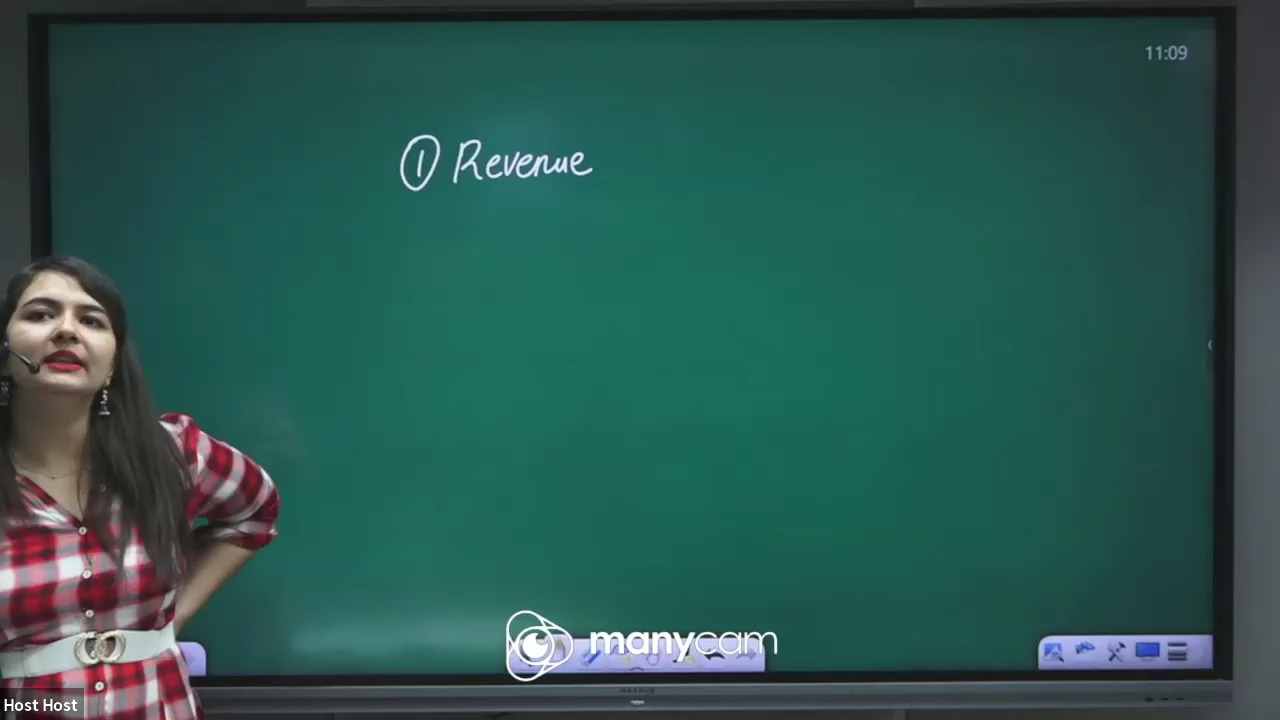 11:09
① Revenue
manycam
Host Host